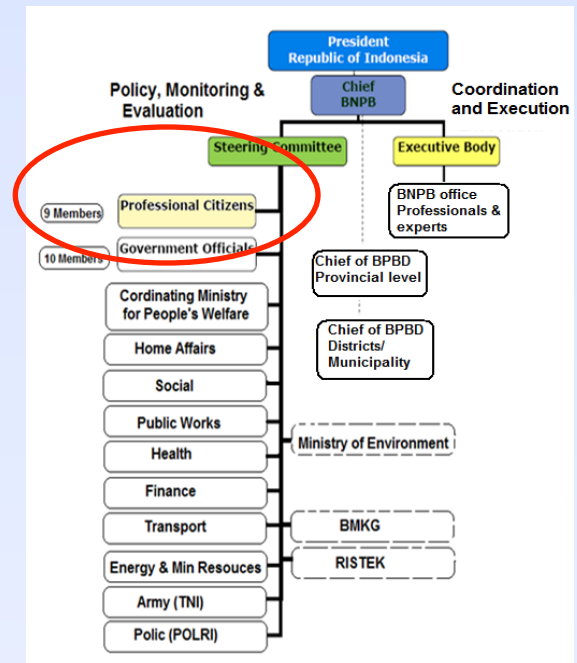 President
Republic of Indonesia
Chief
BNPB
Policy, Monitoring &
Evaluation
Coordination
and Execution
Steering Committee
Executive Body
9 Members
Professional Citizens
BNPB office
Professionals &
experts
10 Members
Government Officials
Chief of BPBD
Provincial level
Cordinating Ministry
for People's Welfare
Chief of BPBD
Districts/
Municipality
Home Affairs
Social
Public Works
Ministry of Environment
Health
Finance
Transport
BMKG
Energy & Min Resouces
RISTEK
Army (TNI)
Polic (POLRI)